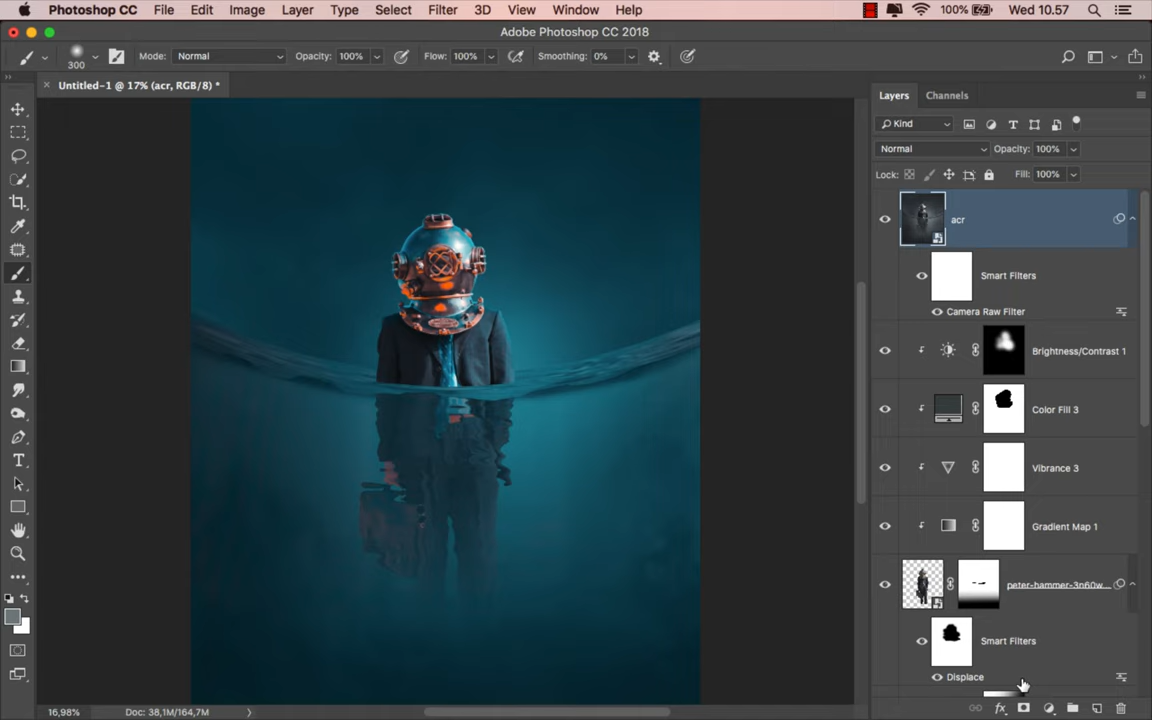 Photoshop CC File Edit Image Layer Type Select Filter 3D View Window Help 100% Wed 10.57
Adobe Photoshop CC 2018
300 Mode: Normal Opacity: 100% Flow: 100% Smoothing: 0%
Untitled-1 @ 17% (acr, RGB/8) *
Layers Channels
Kind
Normal Opacity: 100%
Lock: Fill: 100%
acr
Smart Filters
Camera Raw Filter
Brightness/Contrast 1
Color Fill 3
Vibrance 3
Gradient Map 1
peter-hammer-3n60w...
Smart Filters
Displace
16,98% Doc: 38,1M/164,7M